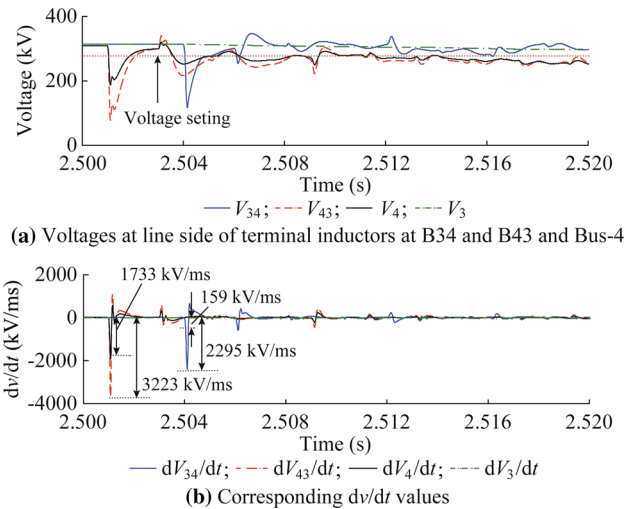 400
200
0
Voltage (kV)
Voltage seting
2.500 2.504 2.508 2.512 2.516 2.520
Time (s)
V34; V43; V4; V3
(a) Voltages at line side of terminal inductors at B34 and B43 and Bus-4
2000
0
-2000
-4000
dv/dt (kV/ms)
1733 kV/ms
159 kV/ms
2295 kV/ms
3223 kV/ms
2.500 2.504 2.508 2.512 2.516 2.520
Time (s)
dV34/dt; dV43/dt; dV4/dt; dV3/dt
(b) Corresponding dv/dt values